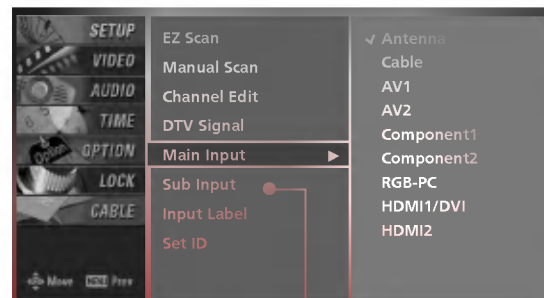 SETUP
VIDEO
AUDIO
TIME
OPTION
LOCK
CABLE
Move MENU Prev
EZ Scan
Manual Scan
Channel Edit
DTV Signal
Main Input
Sub Input
Input Label
Set ID
Antenna
Cable
AV1
AV2
Component1
Component2
RGB-PC
HDMI1/DVI
HDMI2